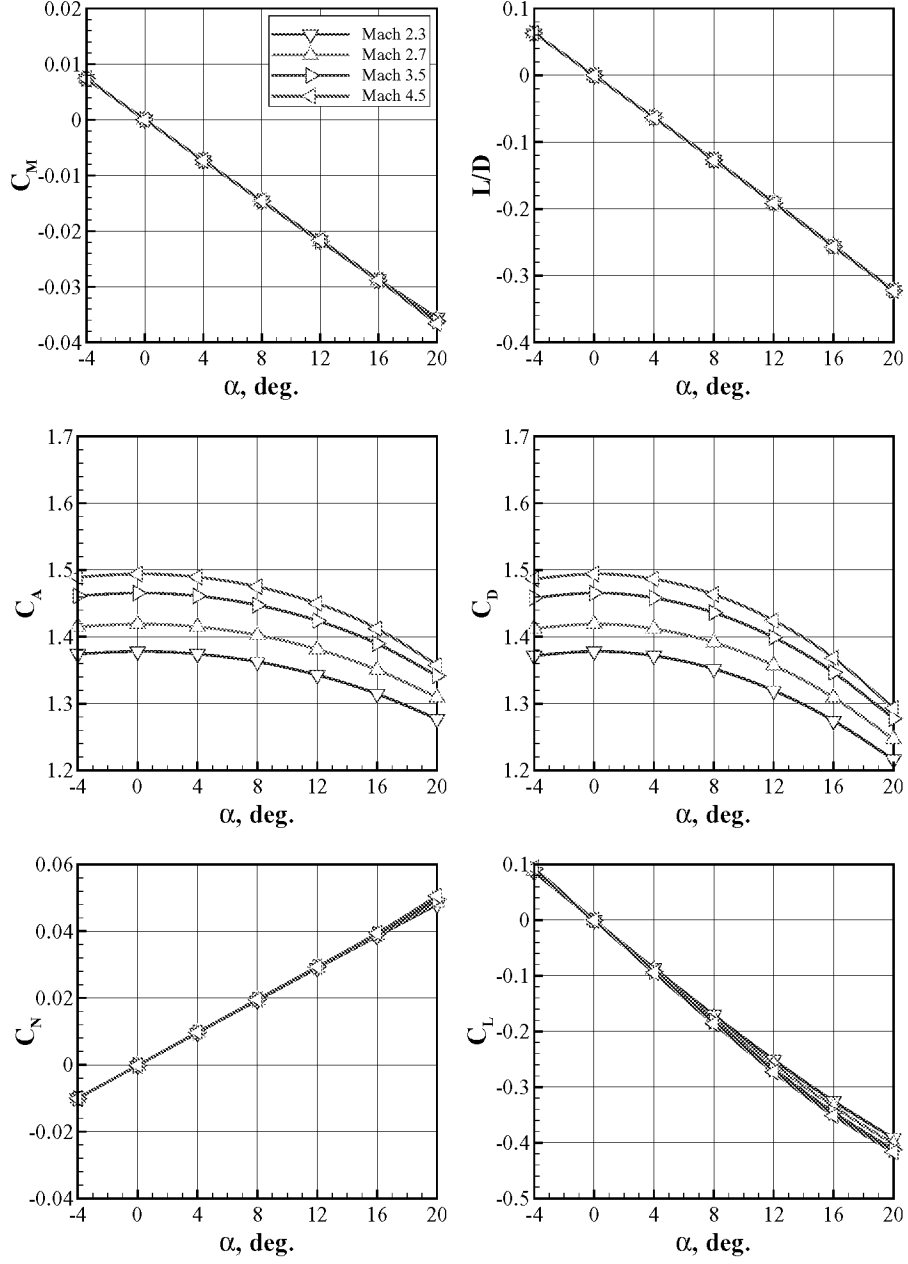 0.02
0.01
0
-0.01
-0.02
-0.03
-0.04
C_M
-4 0 4 8 12 16 20
α, deg.
Mach 2.3
Mach 2.7
Mach 3.5
Mach 4.5
0.1
0
-0.1
-0.2
-0.3
-0.4
L/D
-4 0 4 8 12 16 20
α, deg.
1.7
1.6
1.5
1.4
1.3
1.2
C_A
-4 0 4 8 12 16 20
α, deg.
1.7
1.6
1.5
1.4
1.3
1.2
C_D
-4 0 4 8 12 16 20
α, deg.
0.06
0.04
0.02
0
-0.02
-0.04
C_N
-4 0 4 8 12 16 20
α, deg.
0.1
0
-0.1
-0.2
-0.3
-0.4
-0.5
C_L
-4 0 4 8 12 16 20
α, deg.